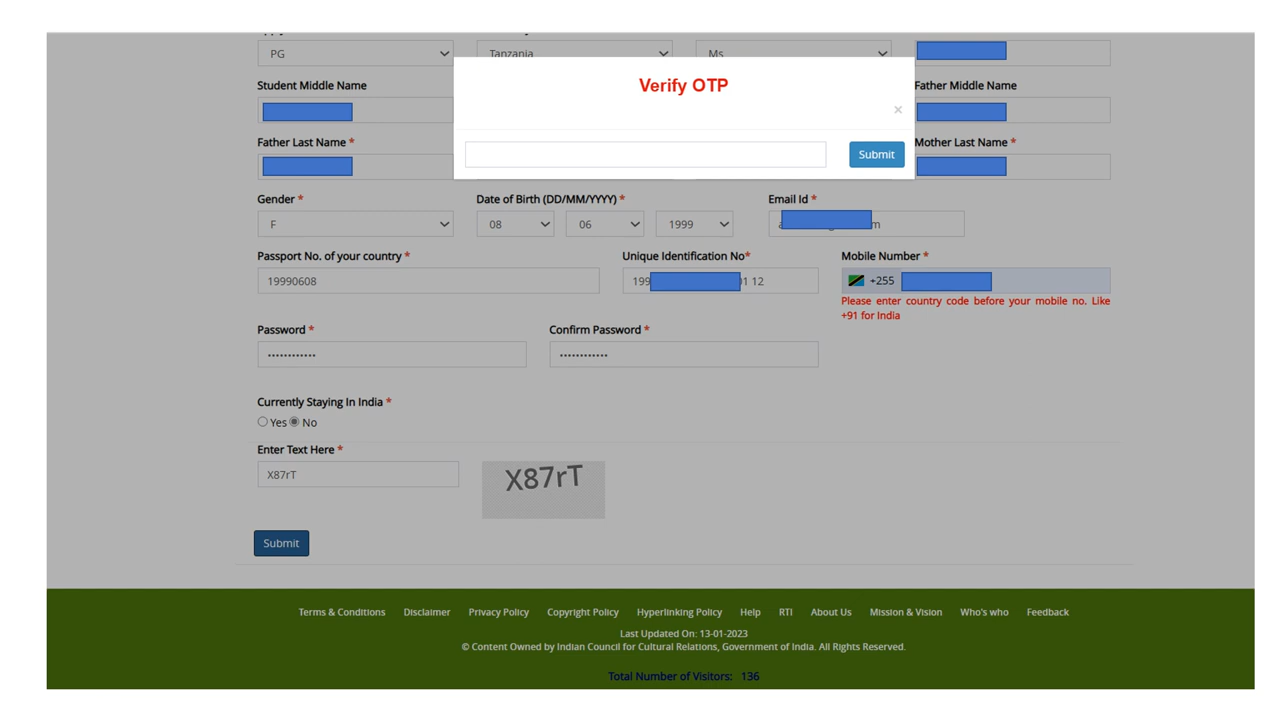 PG Tanzania Ms
Verify OTP
×
Submit
Student Middle Name Father Middle Name
Father Last Name * Mother Last Name *
Gender * Date of Birth (DD/MM/YYYY) * Email Id *
F 08 06 1999 m
Passport No. of your country * Unique Identification No* Mobile Number *
19990608 199 01 12 +255
Please enter country code before your mobile no. Like
+91 for India
Password * Confirm Password *
•••••••••••• ••••••••••••
Currently Staying In India *
Yes No
Enter Text Here *
X87rT X87rT
Submit
Terms & Conditions Disclaimer Privacy Policy Copyright Policy Hyperlinking Policy Help RTI About Us Mission & Vision Who's who Feedback
Last Updated On: 13-01-2023
© Content Owned by Indian Council for Cultural Relations, Government of India. All Rights Reserved.
Total Number of Visitors: 136